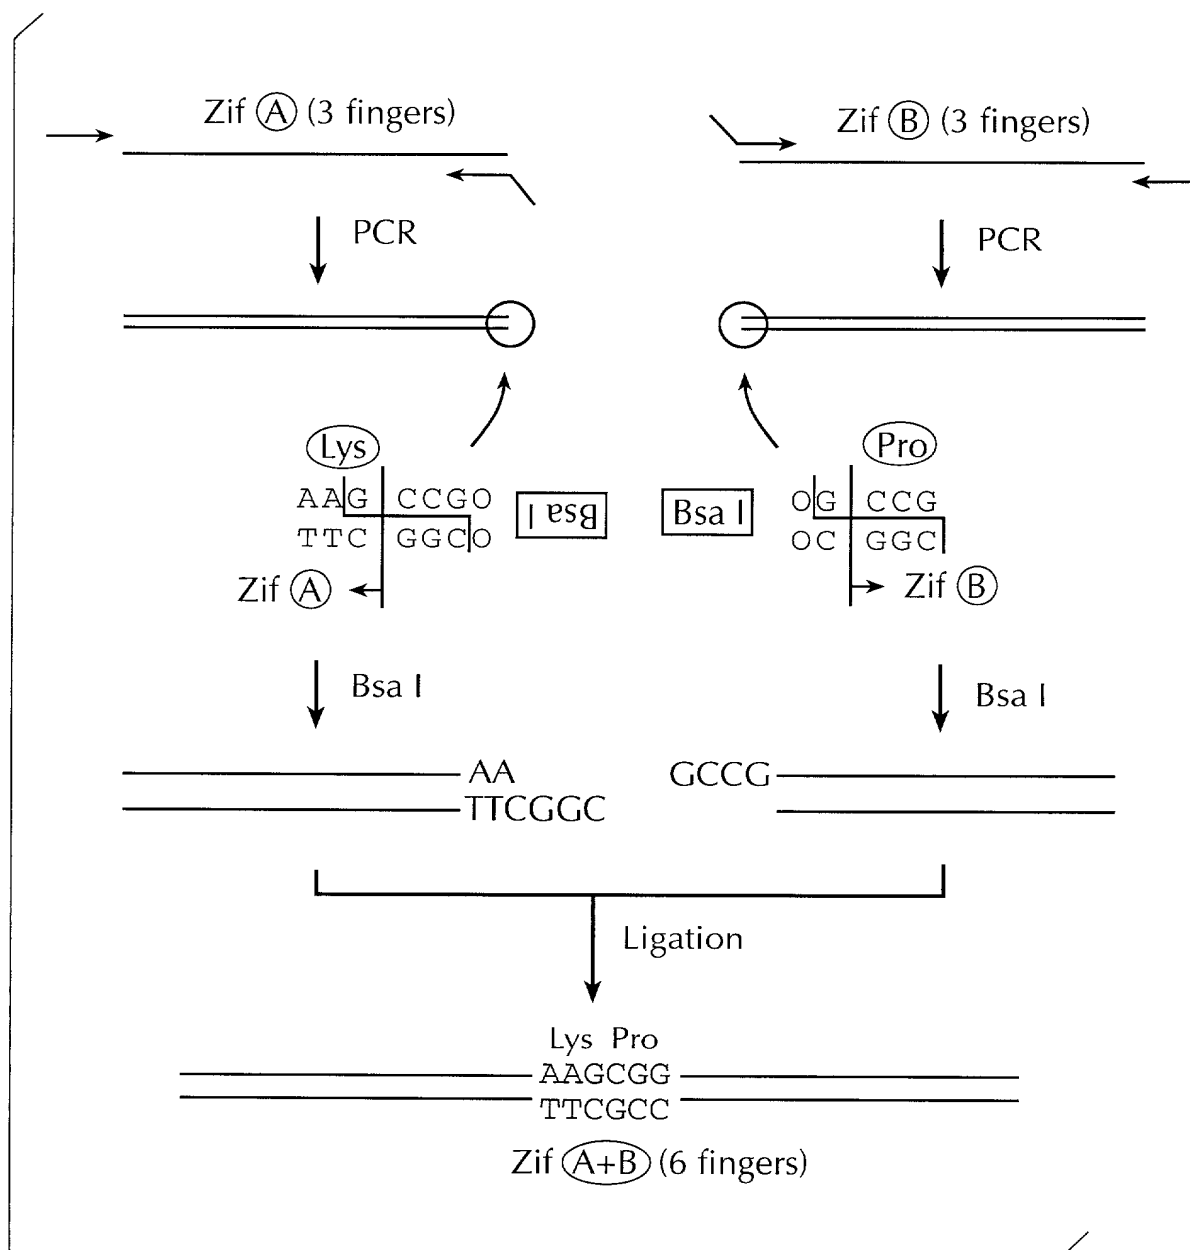 Zif A (3 fingers)
Zif B (3 fingers)
PCR
PCR
Lys
Pro
AAG CCGO
TTC GGCO
Bsa I
Bsa I
OG CCG
OC GGC
Zif A
Zif B
Bsa I
Bsa I
AA
TTCGGC
GCCG
Ligation
Lys Pro
AAGCGG
TTCGCC
Zif A+B (6 fingers)